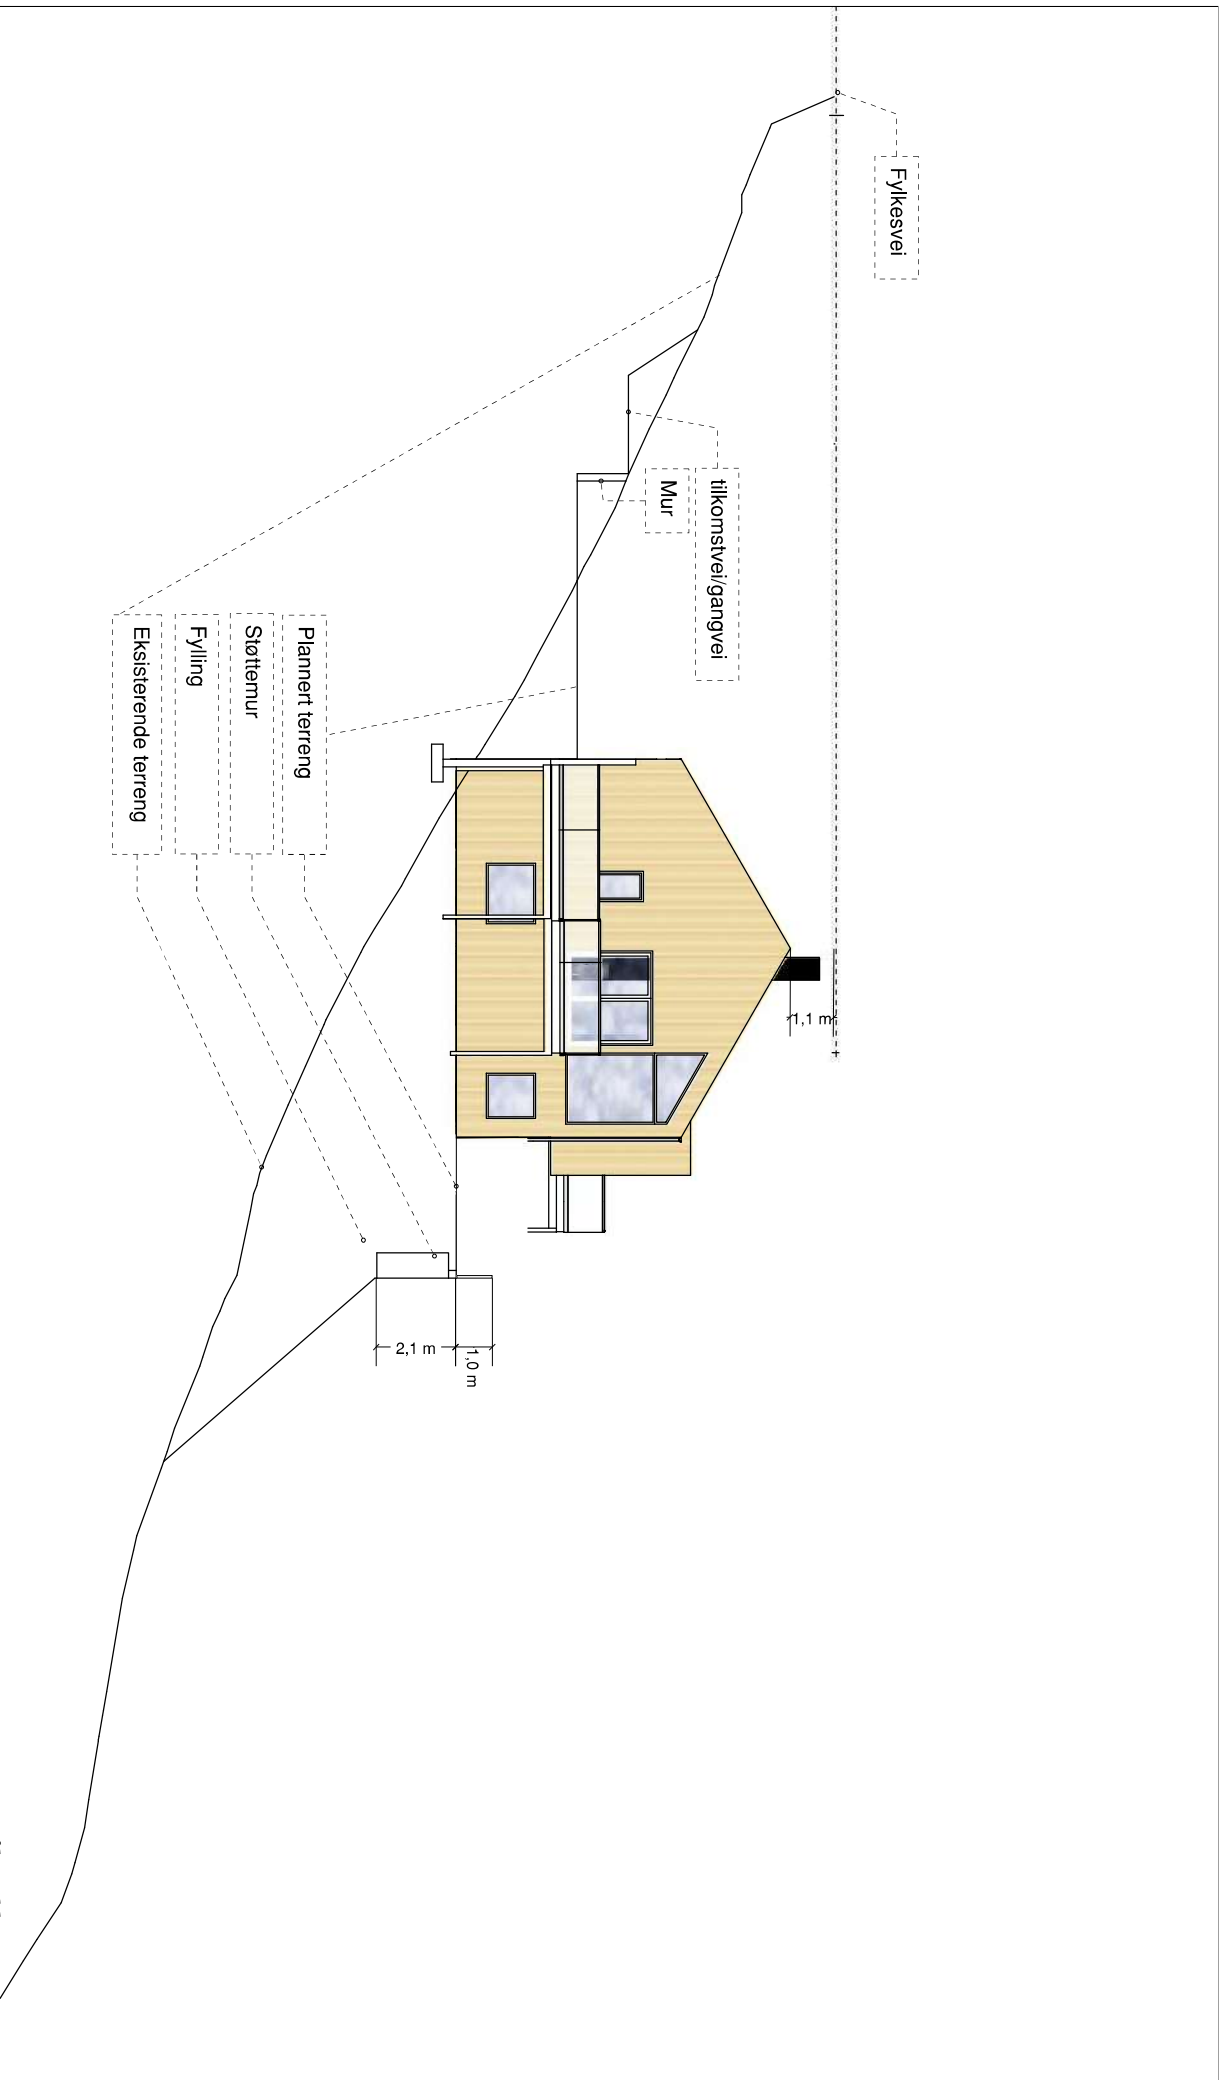 Fylkesvei
tilkomstvei/gangvei
Mur
1,1 m
Plannert terreng
Støttemur
Fylling
Eksisterende terreng
1,0 m
2,1 m